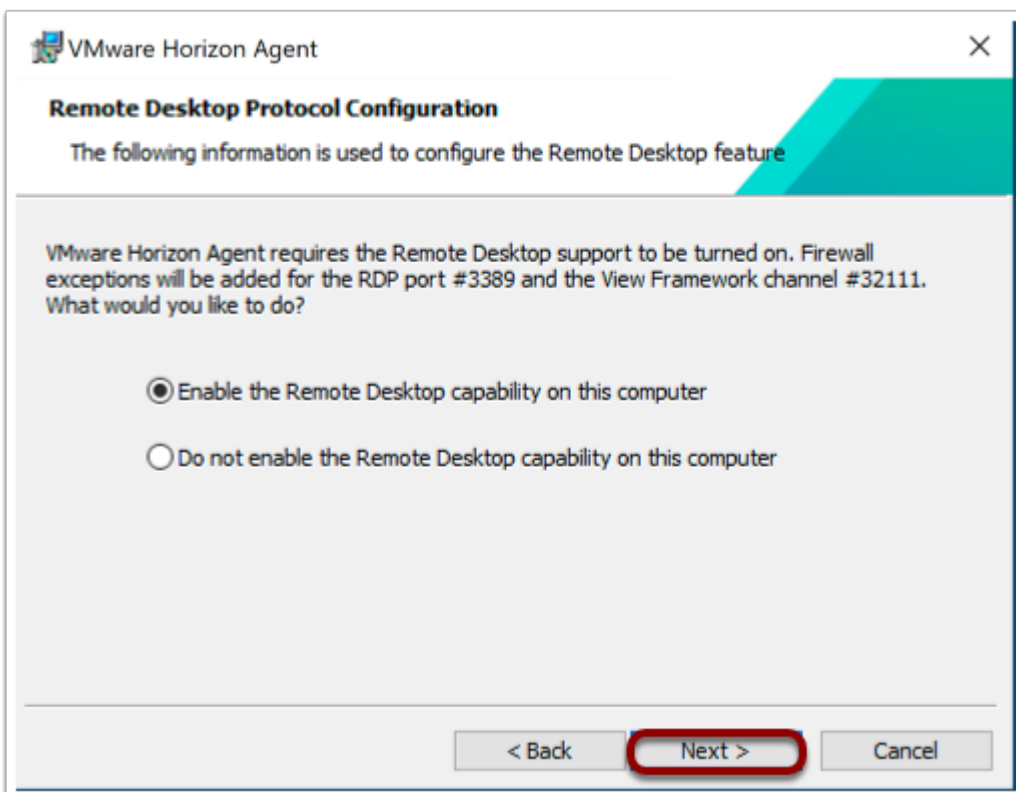 VMware Horizon Agent
Remote Desktop Protocol Configuration
The following information is used to configure the Remote Desktop feature
VMware Horizon Agent requires the Remote Desktop support to be turned on. Firewall
exceptions will be added for the RDP port #3389 and the View Framework channel #32111.
What would you like to do?
Enable the Remote Desktop capability on this computer
Do not enable the Remote Desktop capability on this computer
< Back Next > Cancel